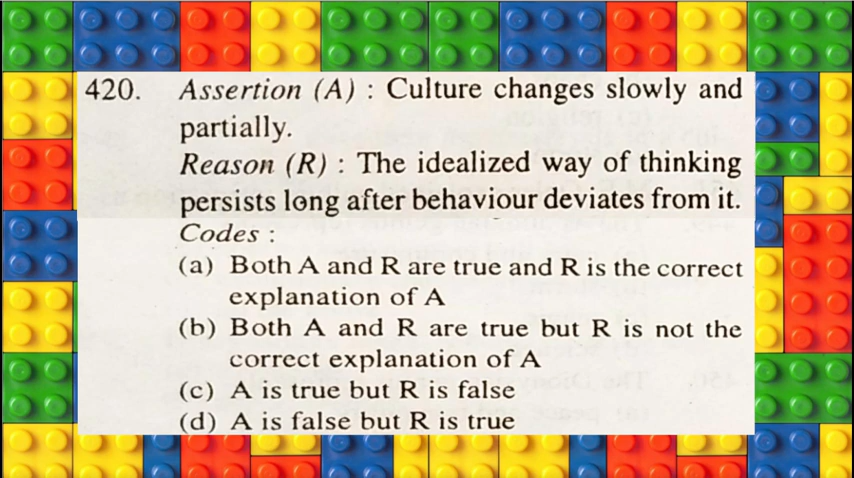 420. Assertion (A) : Culture changes slowly and
partially.
Reason (R) : The idealized way of thinking
persists long after behaviour deviates from it.
Codes :
(a) Both A and R are true and R is the correct
explanation of A
(b) Both A and R are true but R is not the
correct explanation of A
(c) A is true but R is false
(d) A is false but R is true